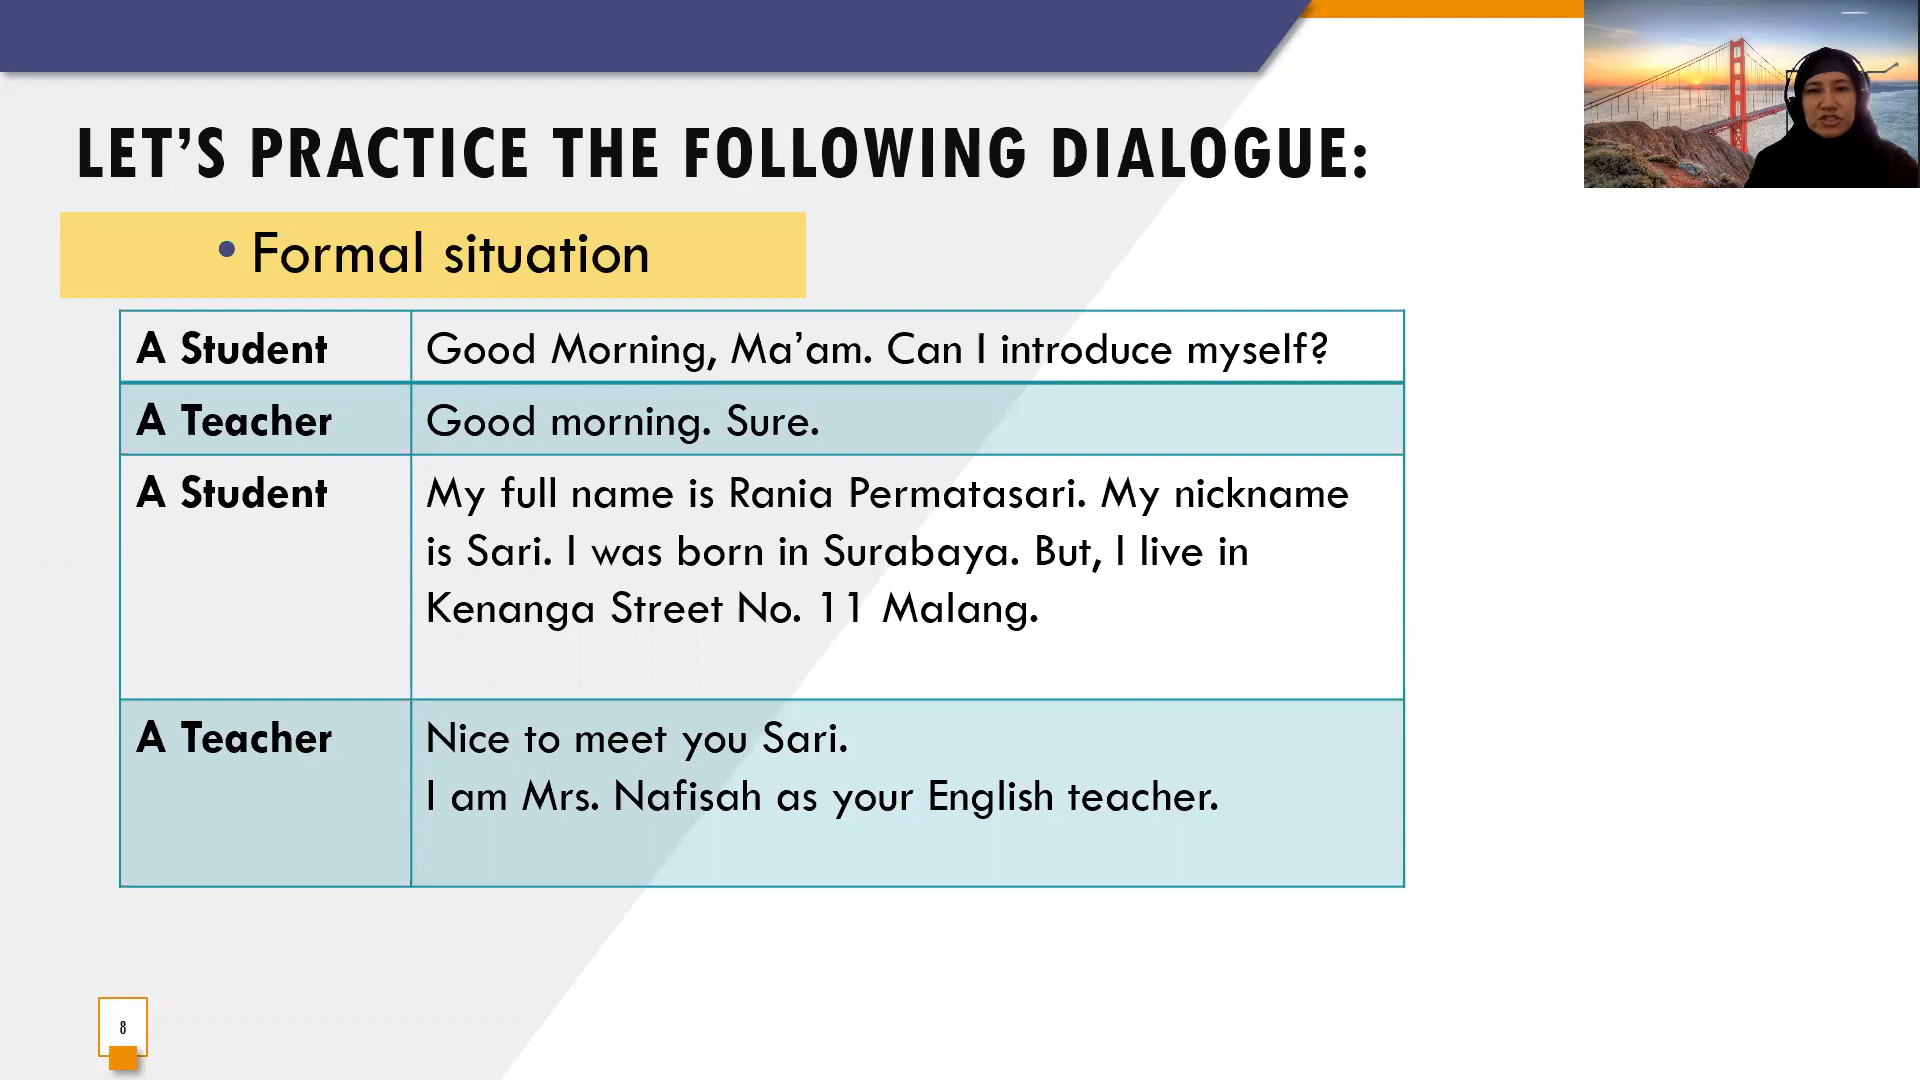 LET’S PRACTICE THE FOLLOWING DIALOGUE:
• Formal situation
A Student Good Morning, Ma’am. Can I introduce myself?
A Teacher Good morning. Sure.
A Student My full name is Rania Permatasari. My nickname
is Sari. I was born in Surabaya. But, I live in
Kenanga Street No. 11 Malang.
A Teacher Nice to meet you Sari.
I am Mrs. Nafisah as your English teacher.
8